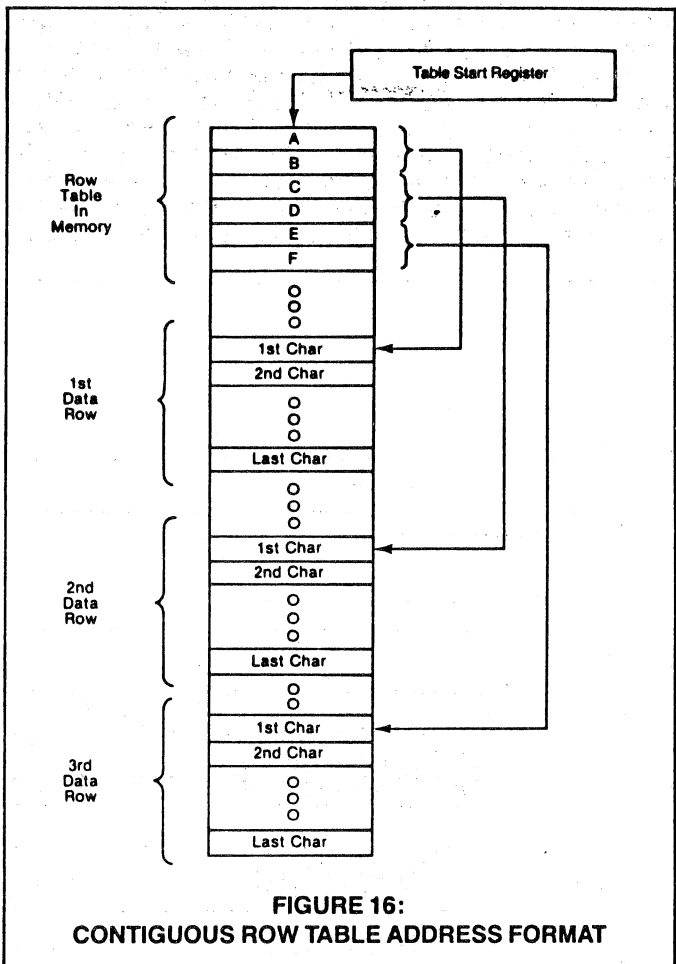 Table Start Register
A
B
C
D
E
F
Row
Table
In
Memory
1st Char
2nd Char
Last Char
1st
Data
Row
1st Char
2nd Char
Last Char
2nd
Data
Row
1st Char
2nd Char
Last Char
3rd
Data
Row
FIGURE 16:
CONTIGUOUS ROW TABLE ADDRESS FORMAT